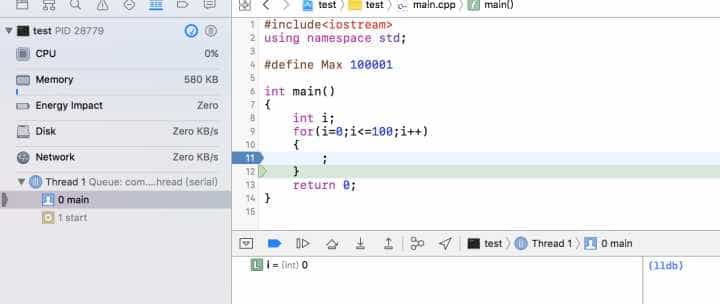 test PID 28779
CPU 0%
Memory 580 KB
Energy Impact Zero
Disk Zero KB/s
Network Zero KB/s
Thread 1 Queue: com....hread (serial)
0 main
1 start
test test main.cpp main()
1 #include<iostream>
2 using namespace std;
3
4 #define Max 100001
5
6 int main()
7 {
8 int i;
9 for(i=0;i<=100;i++)
10 {
11 ;
12 }
13 return 0;
14 }
15
test Thread 1 0 main
L i = (int) 0
(lldb)